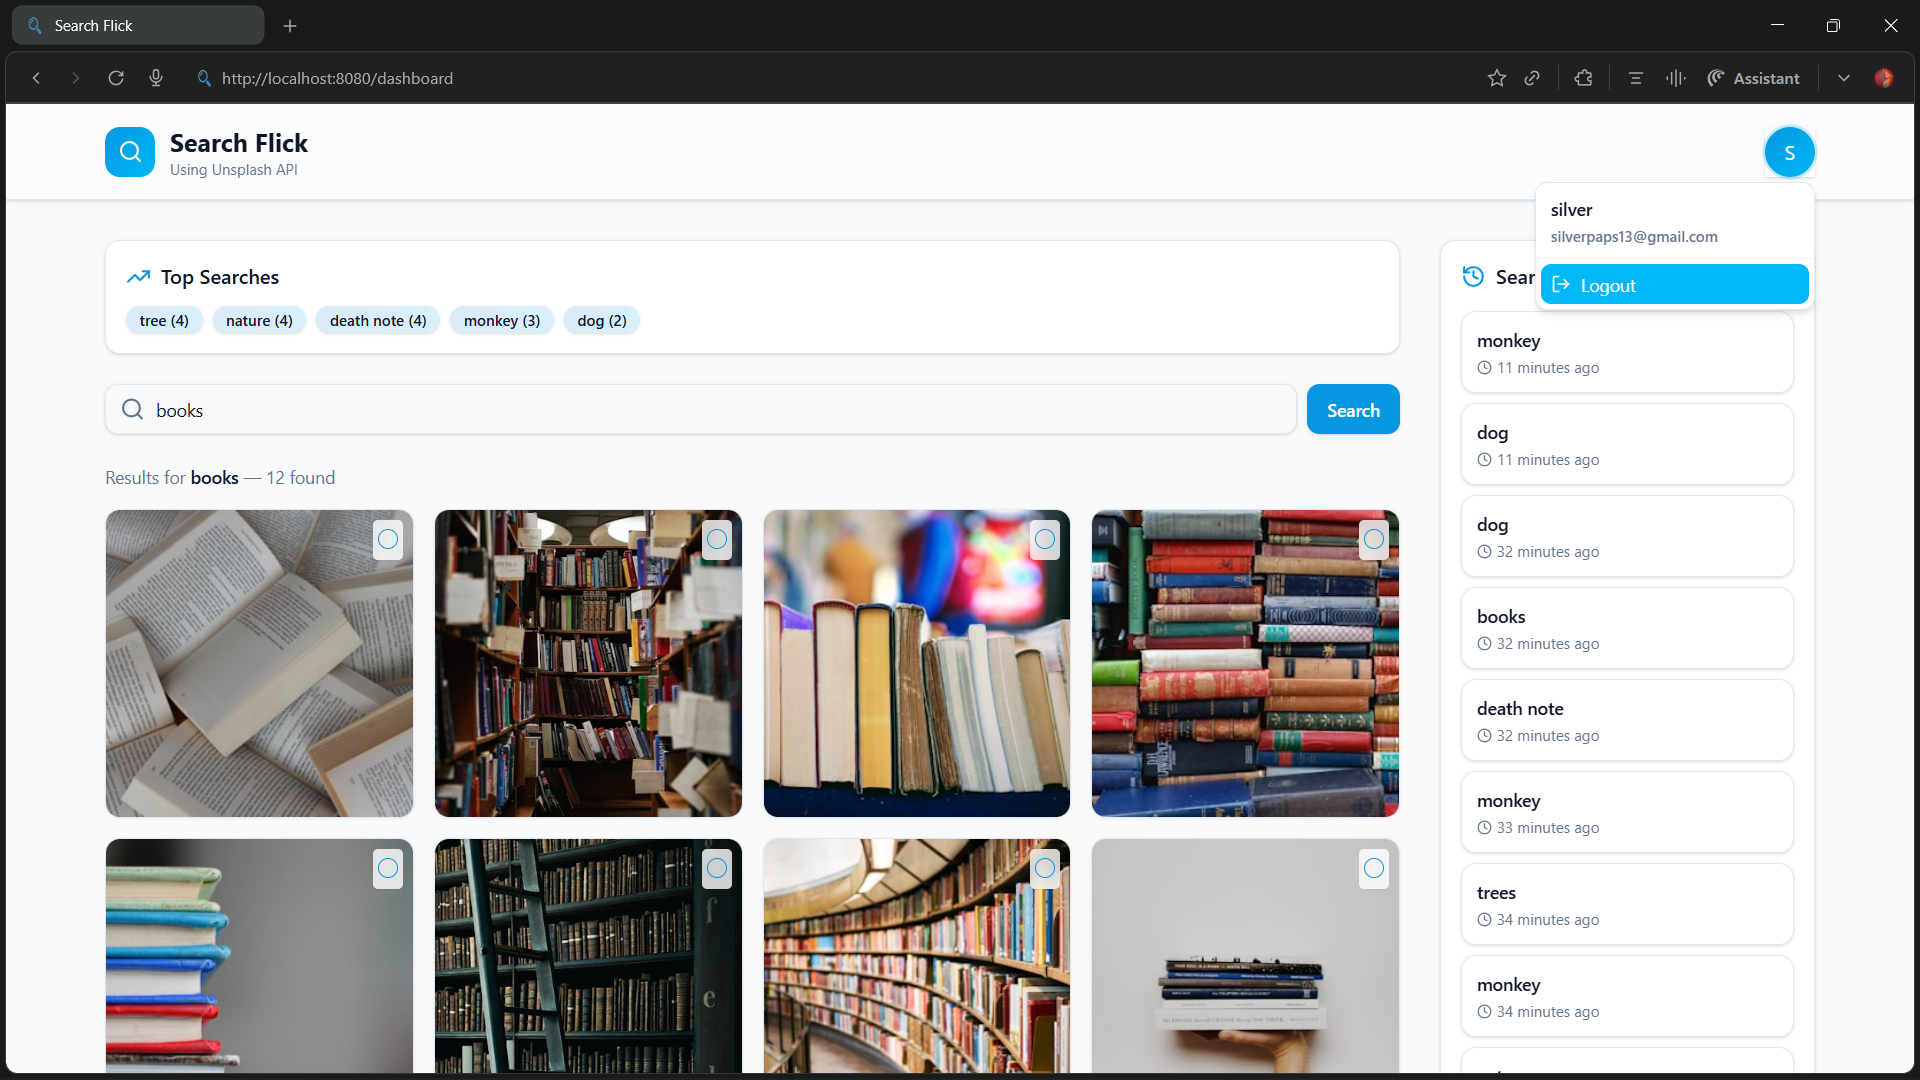 Search Flick
http://localhost:8080/dashboard
Assistant
Search Flick
Using Unsplash API
S
silver
silverpaps13@gmail.com
Logout
Top Searches
tree (4)
nature (4)
death note (4)
monkey (3)
dog (2)
books
Search
Results for books — 12 found
Sear
monkey
11 minutes ago
dog
11 minutes ago
dog
32 minutes ago
books
32 minutes ago
death note
32 minutes ago
monkey
33 minutes ago
trees
34 minutes ago
monkey
34 minutes ago
f
e